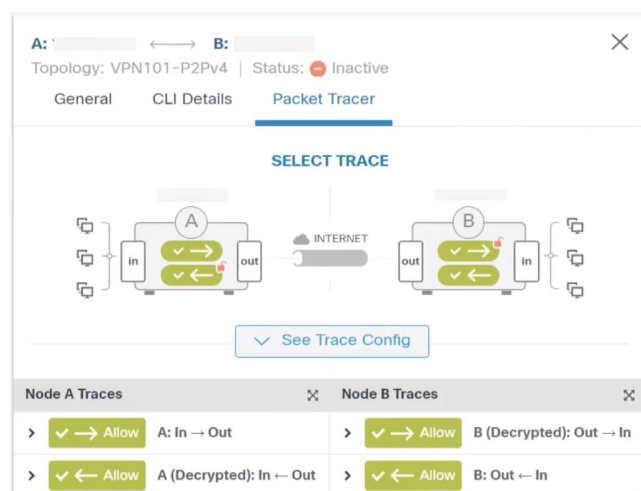 A: B:
Topology: VPN101-P2Pv4 | Status: Inactive
General CLI Details Packet Tracer
SELECT TRACE
A B
INTERNET
in out out in
See Trace Config
Node A Traces Node B Traces
→ Allow A: In → Out → Allow B (Decrypted): Out → In
← Allow A (Decrypted): In ← Out ← Allow B: Out ← In